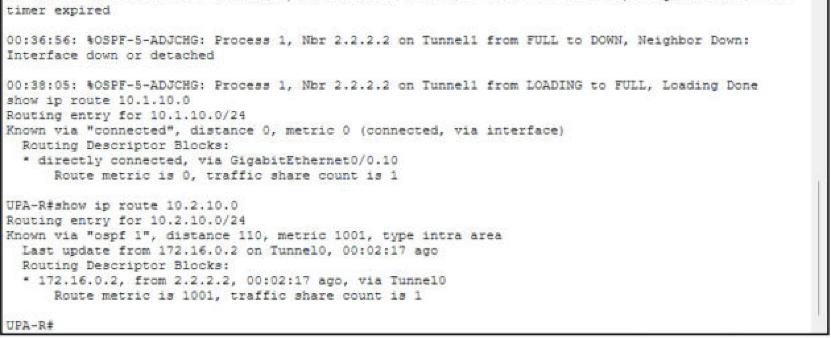 timer expired
00:36:56: %OSPF-5-ADJCHG: Process 1, Nbr 2.2.2.2 on Tunnel1 from FULL to DOWN, Neighbor Down:
Interface down or detached
00:38:05: %OSPF-5-ADJCHG: Process 1, Nbr 2.2.2.2 on Tunnel1 from LOADING to FULL, Loading Done
show ip route 10.1.10.0
Routing entry for 10.1.10.0/24
Known via "connected", distance 0, metric 0 (connected, via interface)
  Routing Descriptor Blocks:
  * directly connected, via GigabitEthernet0/0.10
      Route metric is 0, traffic share count is 1
UPA-R#show ip route 10.2.10.0
Routing entry for 10.2.10.0/24
Known via "ospf 1", distance 110, metric 1001, type intra area
  Last update from 172.16.0.2 on Tunnel0, 00:02:17 ago
  Routing Descriptor Blocks:
  * 172.16.0.2, from 2.2.2.2, 00:02:17 ago, via Tunnel0
      Route metric is 1001, traffic share count is 1
UPA-R#